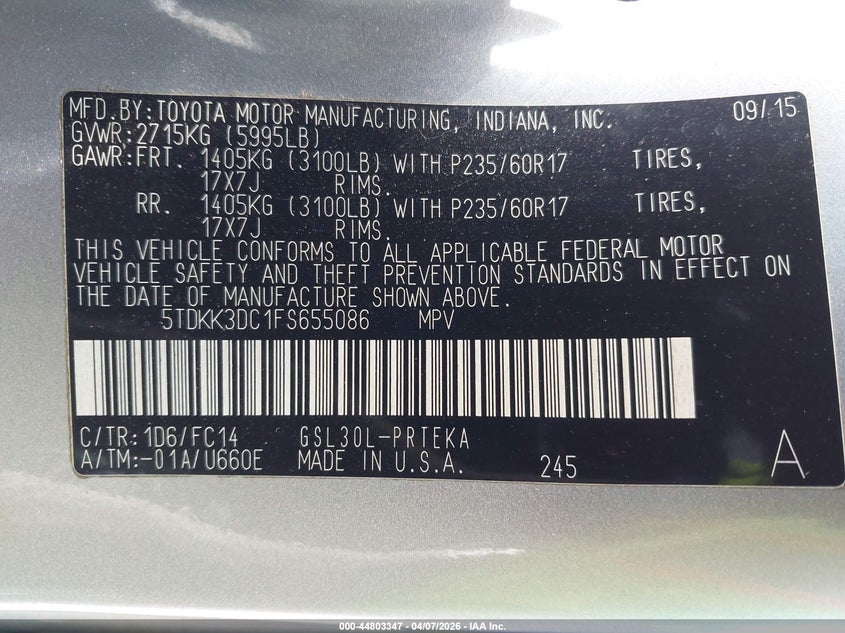 MFD.BY:TOYOTA MOTOR MANUFACTURING, INDIANA, INC. 09/15
GVWR:2715KG (5995LB)
GAWR:FRT. 1405KG (3100LB) WITH P235/60R17 TIRES,
17X7J RIMS.
RR. 1405KG (3100LB) WITH P235/60R17 TIRES,
17X7J RIMS.
THIS VEHICLE CONFORMS TO ALL APPLICABLE FEDERAL MOTOR
VEHICLE SAFETY AND THEFT PREVENTION STANDARDS IN EFFECT ON
THE DATE OF MANUFACTURE SHOWN ABOVE.
5TDKK3DC1FS655086 MPV
C/TR:1D6/FC14 GSL30L-PRTEKA
A/TM:-01A/U660E MADE IN U.S.A. 245 A
000-44803347 - 04/07/2026 - IAA Inc.